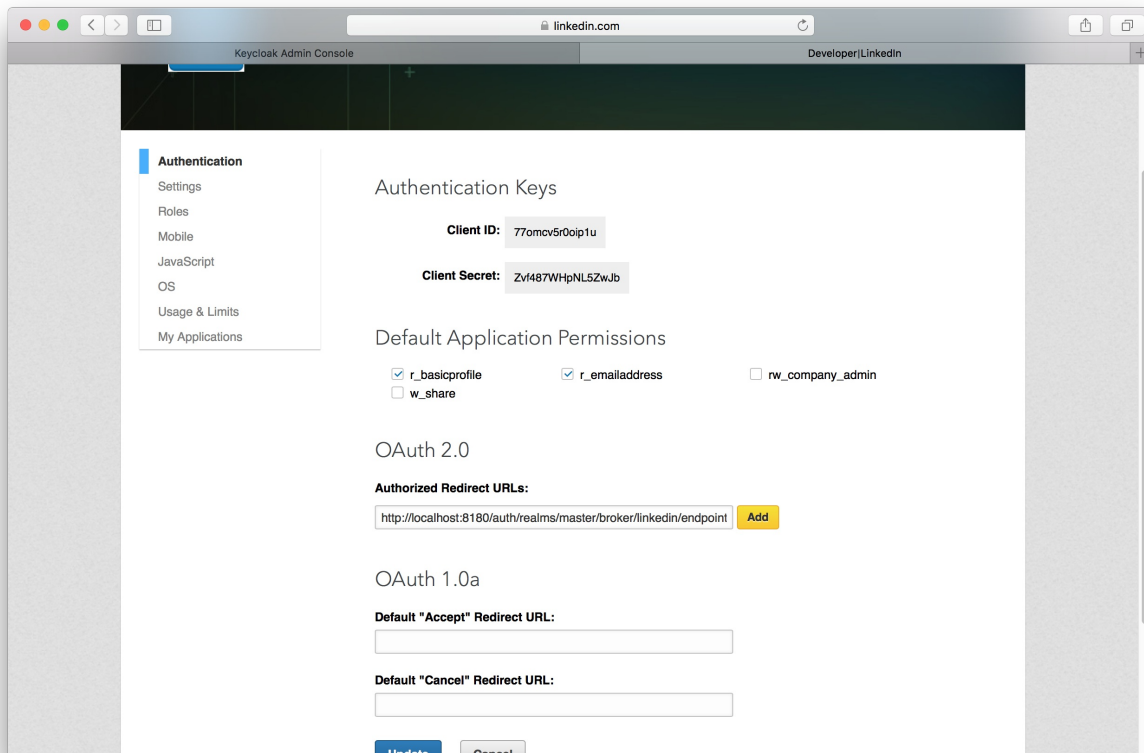 linkedin.com
Keycloak Admin Console
Developer|LinkedIn
Authentication
Settings
Roles
Mobile
JavaScript
OS
Usage & Limits
My Applications
Authentication Keys
Client ID: 77omcv5r0oip1u
Client Secret: Zvf487WHpNL5ZwJb
Default Application Permissions
r_basicprofile r_emailaddress rw_company_admin
w_share
OAuth 2.0
Authorized Redirect URLs:
http://localhost:8180/auth/realms/master/broker/linkedin/endpoint Add
OAuth 1.0a
Default "Accept" Redirect URL:
Default "Cancel" Redirect URL:
Update Cancel